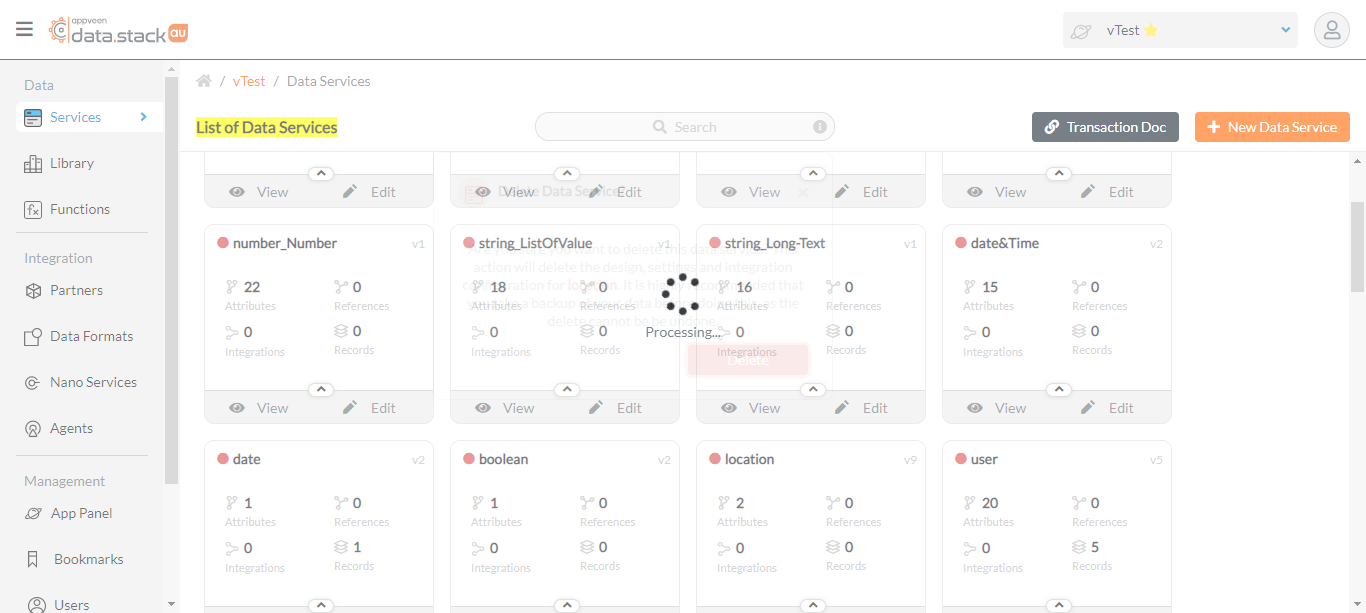 appveen
data.stack au
vTest ⭐
Data
Services
Library
Functions
Integration
Partners
Data Formats
Nano Services
Agents
Management
App Panel
Bookmarks
Users
/ vTest / Data Services
List of Data Services
Search
Transaction Doc
+ New Data Service
View Edit View Edit View Edit View Edit
Delete Data Service
number_Number v1
22 Attributes
0 References
0 Integrations
0 Records
View Edit
string_ListOfValue v1
18 Attributes
0 References
0 Integrations
0 Records
View Edit
string_Long-Text v1
16 Attributes
0 References
0 Integrations
0 Records
View Edit
date&Time v2
15 Attributes
0 References
0 Integrations
0 Records
View Edit
you want to delete this data
action will delete the design, settings and integration
for location. It is highly recommended that
a backup of your data before doing this, as the
delete cannot be be undone.
Processing...
Delete
date v2
1 Attributes
0 References
0 Integrations
1 Records
boolean v2
1 Attributes
0 References
0 Integrations
0 Records
location v9
2 Attributes
0 References
0 Integrations
0 Records
user v5
20 Attributes
0 References
0 Integrations
5 Records